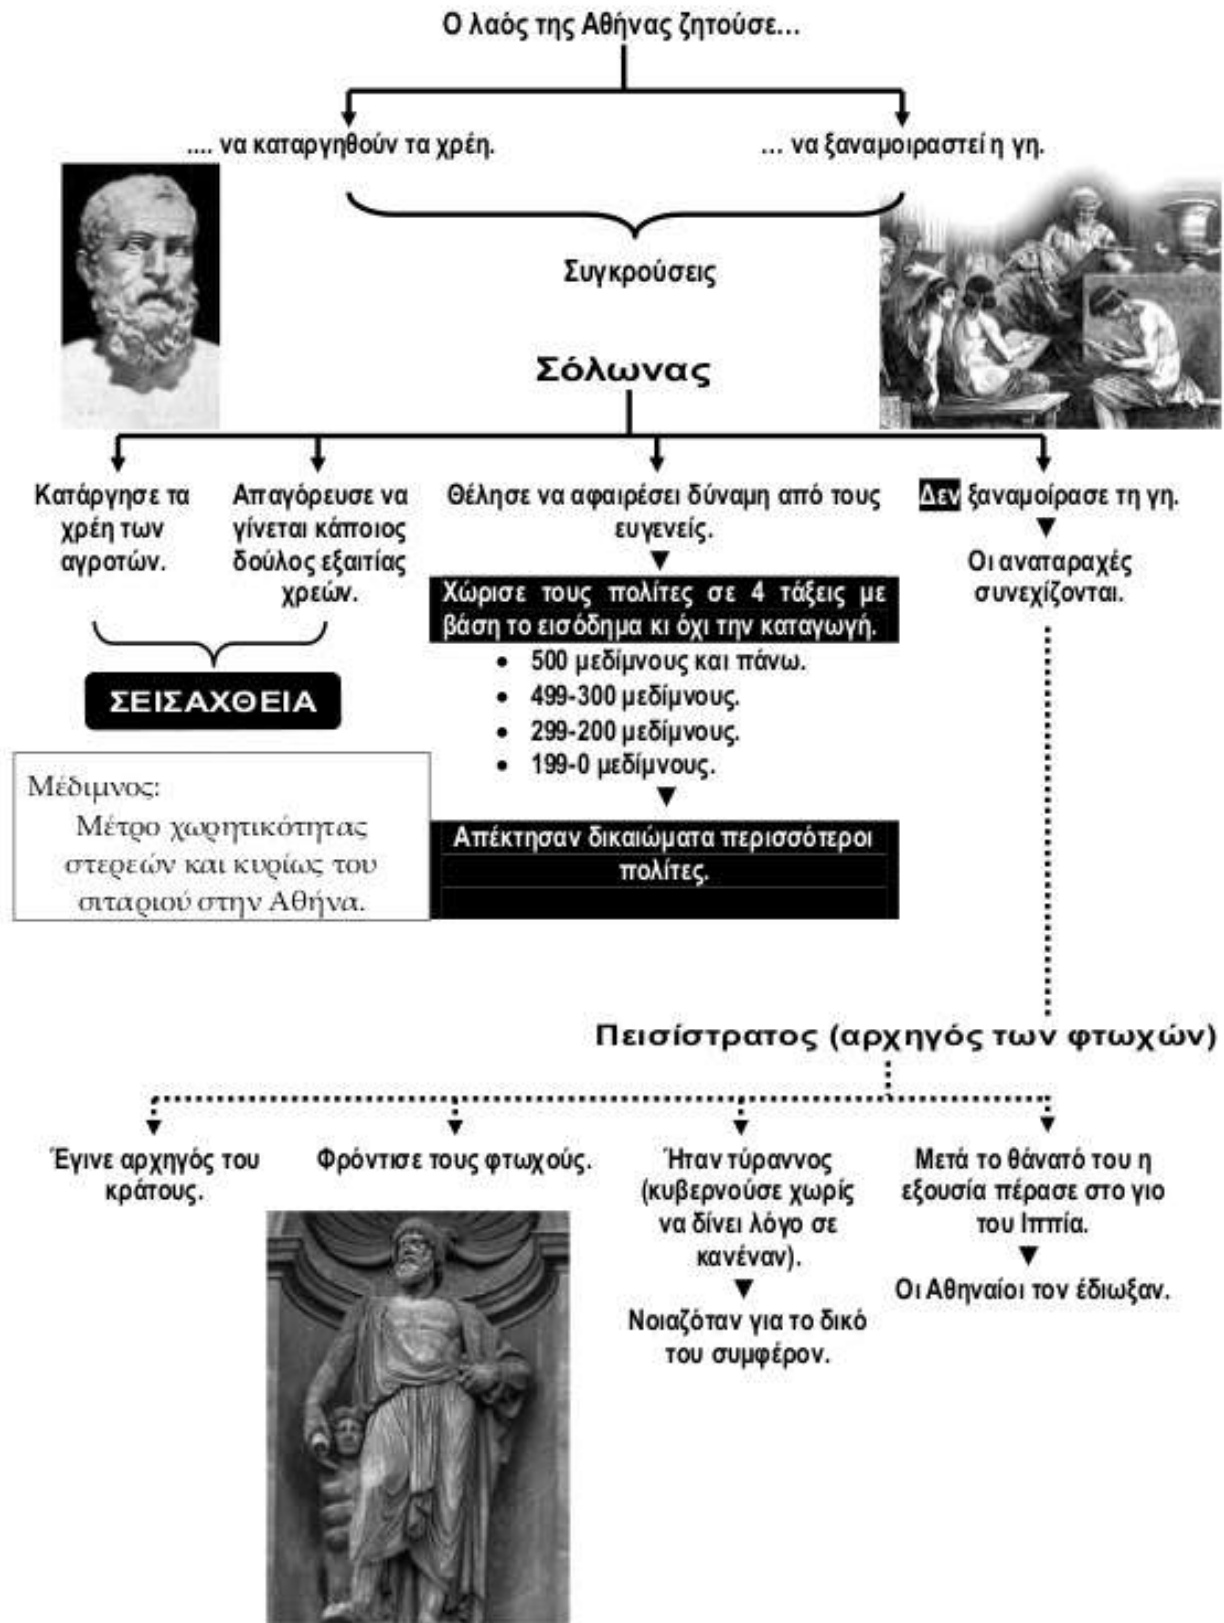 Ο λαός της Αθήνας ζητούσε...
.... να καταργηθούν τα χρέη.
... να ξαναμοιραστεί η γη.
Συγκρούσεις
Σόλωνας
Κατάργησε τα
χρέη των
αγροτών.
Απαγόρευσε να
γίνεται κάποιος
δούλος εξαιτίας
χρεών.
ΣΕΙΣΑΧΘΕΙΑ
Μέδιμνος:
Μέτρο χωρητικότητας
στερεών και κυρίως του
σιταριού στην Αθήνα.
Θέλησε να αφαιρέσει δύναμη από τους
ευγενείς.
Χώρισε τους πολίτες σε 4 τάξεις με
βάση το εισόδημα κι όχι την καταγωγή.
• 500 μεδίμνους και πάνω.
• 499-300 μεδίμνους.
• 299-200 μεδίμνους.
• 199-0 μεδίμνους.
Απέκτησαν δικαιώματα περισσότεροι
πολίτες.
Δεν ξαναμοίρασε τη γη.
Οι αναταραχές
συνεχίζονται.
Πεισίστρατος (αρχηγός των φτωχών)
Έγινε αρχηγός του
κράτους.
Φρόντισε τους φτωχούς.
Ήταν τύραννος
(κυβερνούσε χωρίς
να δίνει λόγο σε
κανέναν).
Νοιαζόταν για το δικό
του συμφέρον.
Μετά το θάνατό του η
εξουσία πέρασε στο γιο
του Ιππία.
Οι Αθηναίοι τον έδιωξαν.